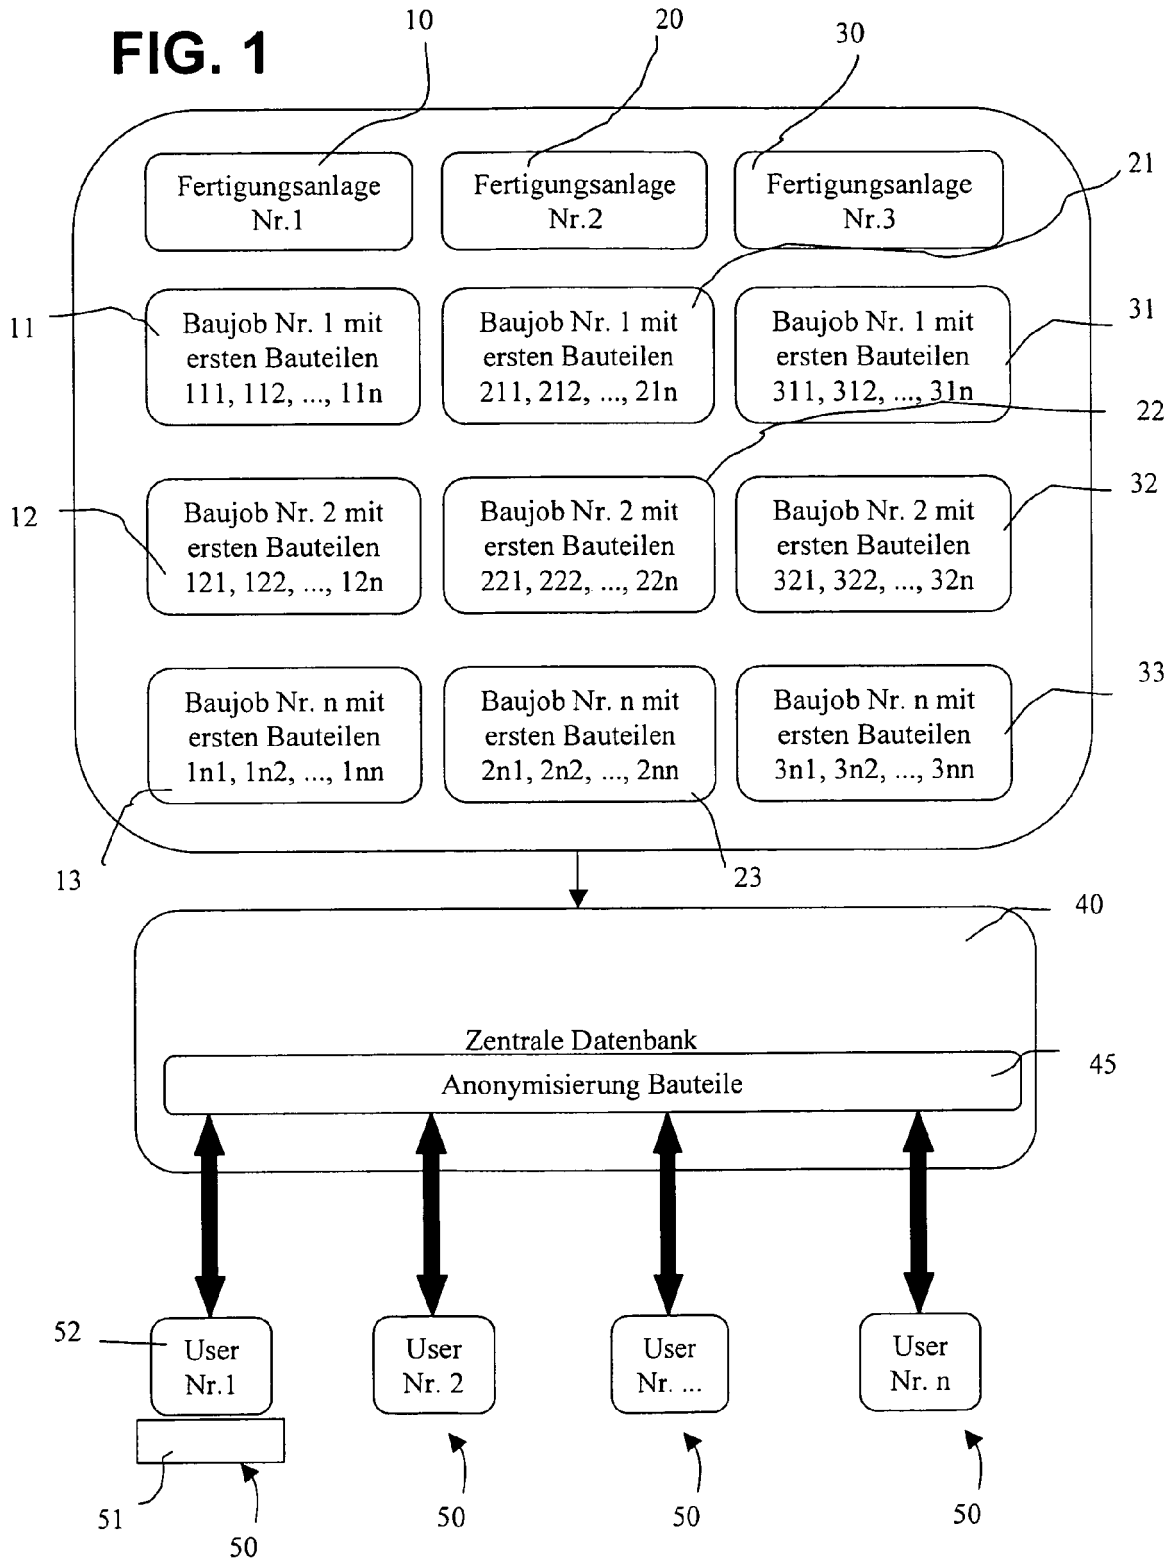 FIG. 1
10
20
30
21
Fertigungsanlage
Nr.1
Fertigungsanlage
Nr.2
Fertigungsanlage
Nr.3
11
Baujob Nr. 1 mit
ersten Bauteilen
111, 112, ..., 11n
Baujob Nr. 1 mit
ersten Bauteilen
211, 212, ..., 21n
Baujob Nr. 1 mit
ersten Bauteilen
311, 312, ..., 31n
31
22
12
Baujob Nr. 2 mit
ersten Bauteilen
121, 122, ..., 12n
Baujob Nr. 2 mit
ersten Bauteilen
221, 222, ..., 22n
Baujob Nr. 2 mit
ersten Bauteilen
321, 322, ..., 32n
32
Baujob Nr. n mit
ersten Bauteilen
1n1, 1n2, ..., 1nn
Baujob Nr. n mit
ersten Bauteilen
2n1, 2n2, ..., 2nn
Baujob Nr. n mit
ersten Bauteilen
3n1, 3n2, ..., 3nn
33
13
23
40
Zentrale Datenbank
Anonymisierung Bauteile
45
52
User
Nr.1
User
Nr. 2
User
Nr. ...
User
Nr. n
51
50
50
50
50